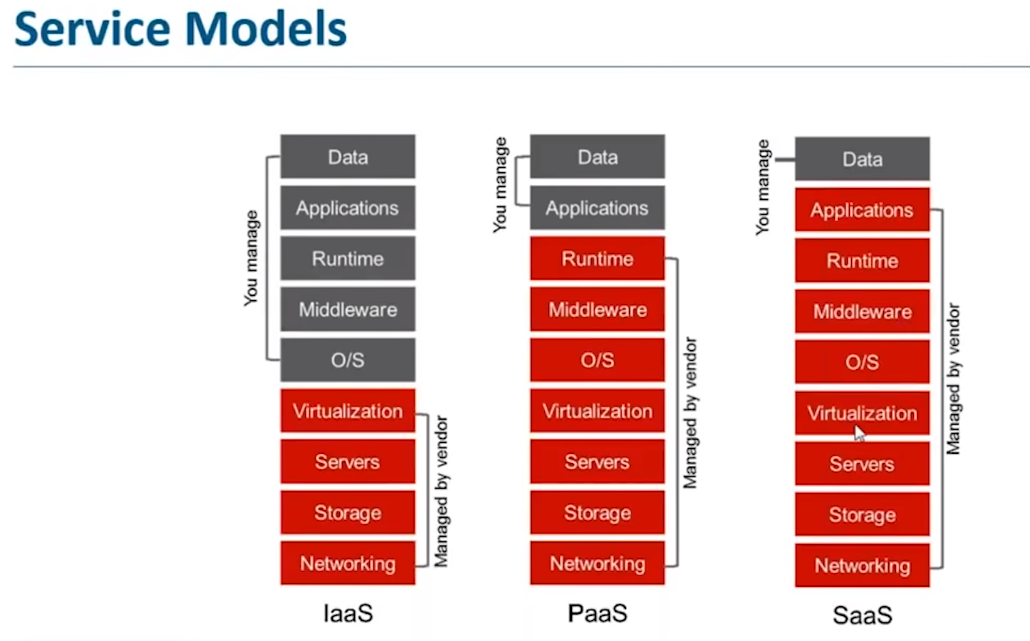 Service Models
You manage
Data
Applications
Runtime
Middleware
O/S
Virtualization
Servers
Storage
Networking
Managed by vendor
IaaS
You manage
Data
Applications
Runtime
Middleware
O/S
Virtualization
Servers
Storage
Networking
Managed by vendor
PaaS
You manage
Data
Applications
Runtime
Middleware
O/S
Virtualization
Servers
Storage
Networking
Managed by vendor
SaaS